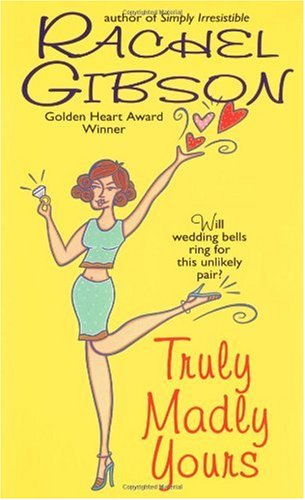 author of Simply Irresistible
RACHEL
GIBSON
Golden Heart Award
Winner
Will
wedding bells
ring for
this unlikely
pair?
Truly
Madly
Yours